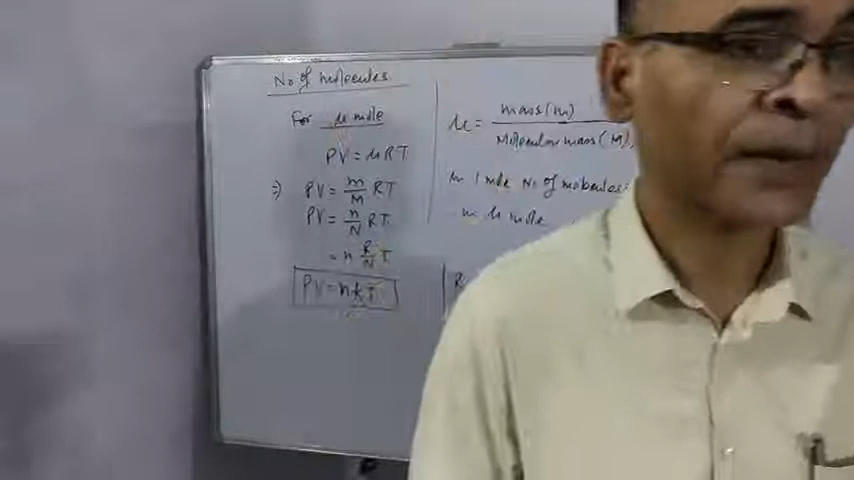 No of molecules
For μ mole
PV = μRT
⇒) PV = m/M RT
PV = n/N RT
= n R/N T
PV = nkT
μ = mass(m) / Molecular mass (M)
in 1 mole No of molecules
in μ mole
R